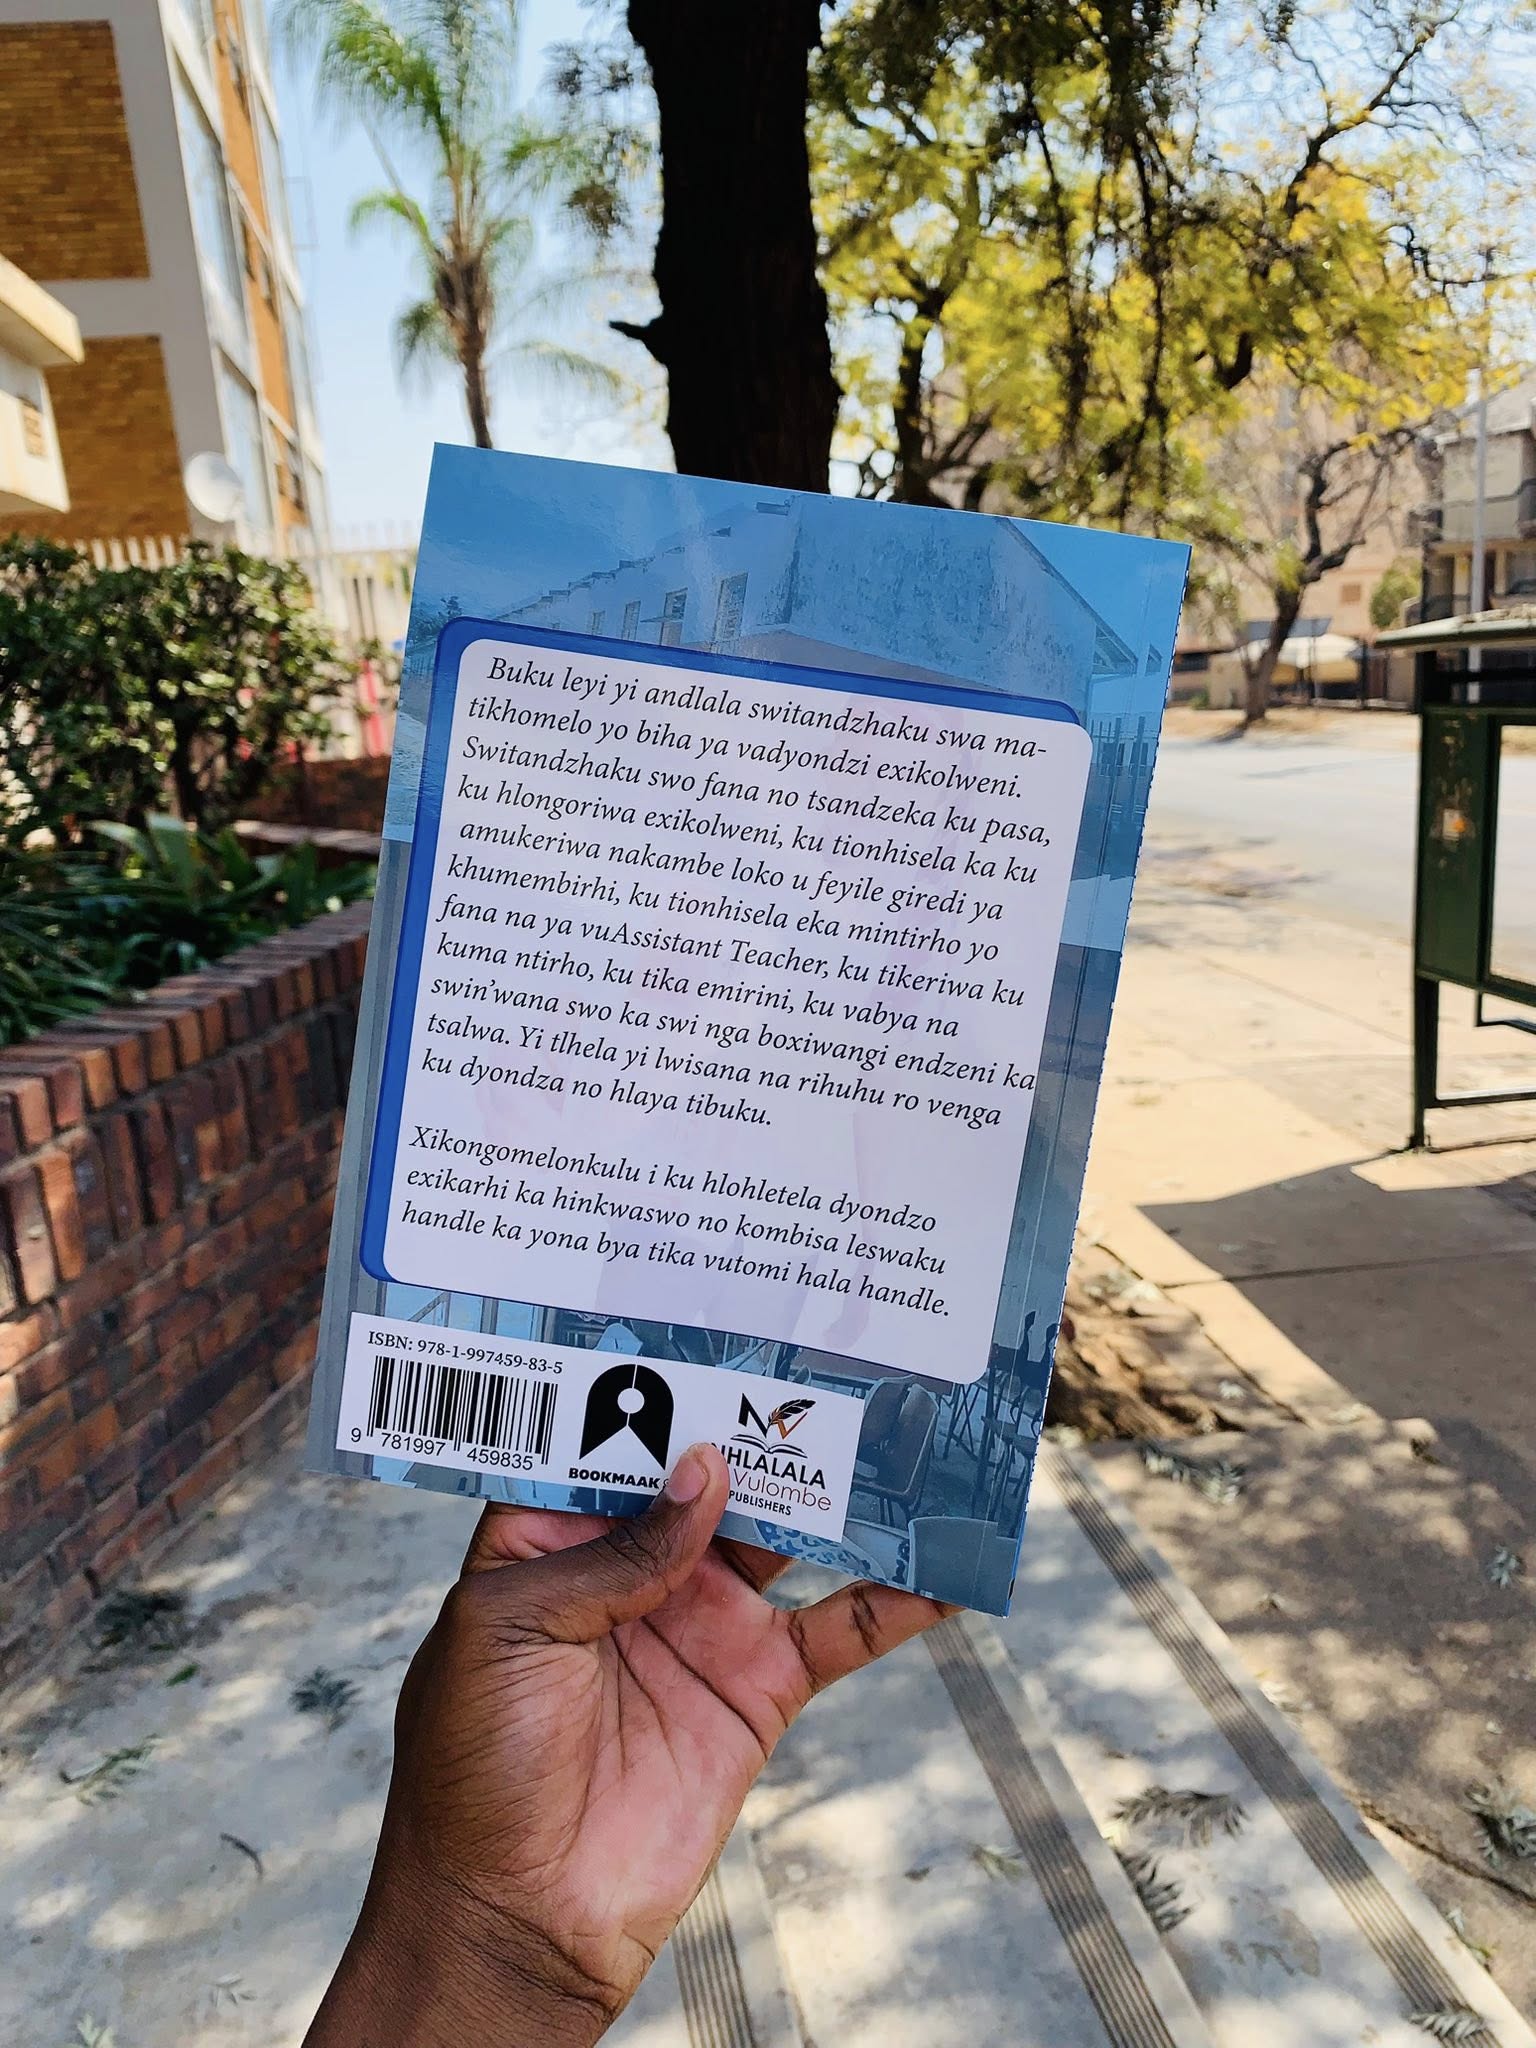 Buku leyi yi andlala switandzhaku swa ma-
tikhomelo yo biha ya vadyondzi exikolweni.
Switandzhaku swo fana no tsandzeka ku pasa,
ku hlongoriwa exikolweni, ku tionhisela ka ku
amukeriwa nakambe loko u feyile giredi ya
khumembirhi, ku tionhisela eka mintirho yo
fana na ya vuAssistant Teacher, ku tikeriwa ku
kuma ntirho, ku tika emirini, ku vabya na
swin'wana swo ka swi nga boxiwangi endzeni ka
tsalwa. Yi tlhela yi lwisana na rihuhu ro venga
ku dyondza no hlaya tibuku.
Xikongomelonkulu i ku hlohletela dyondzo
exikarhi ka hinkwaswo no kombisa leswaku
handle ka yona bya tika vutomi hala handle.
ISBN: 978-1-997459-83-5
9 781997 459835
BOOKMAAK
Vulombe
PUBLISHERS